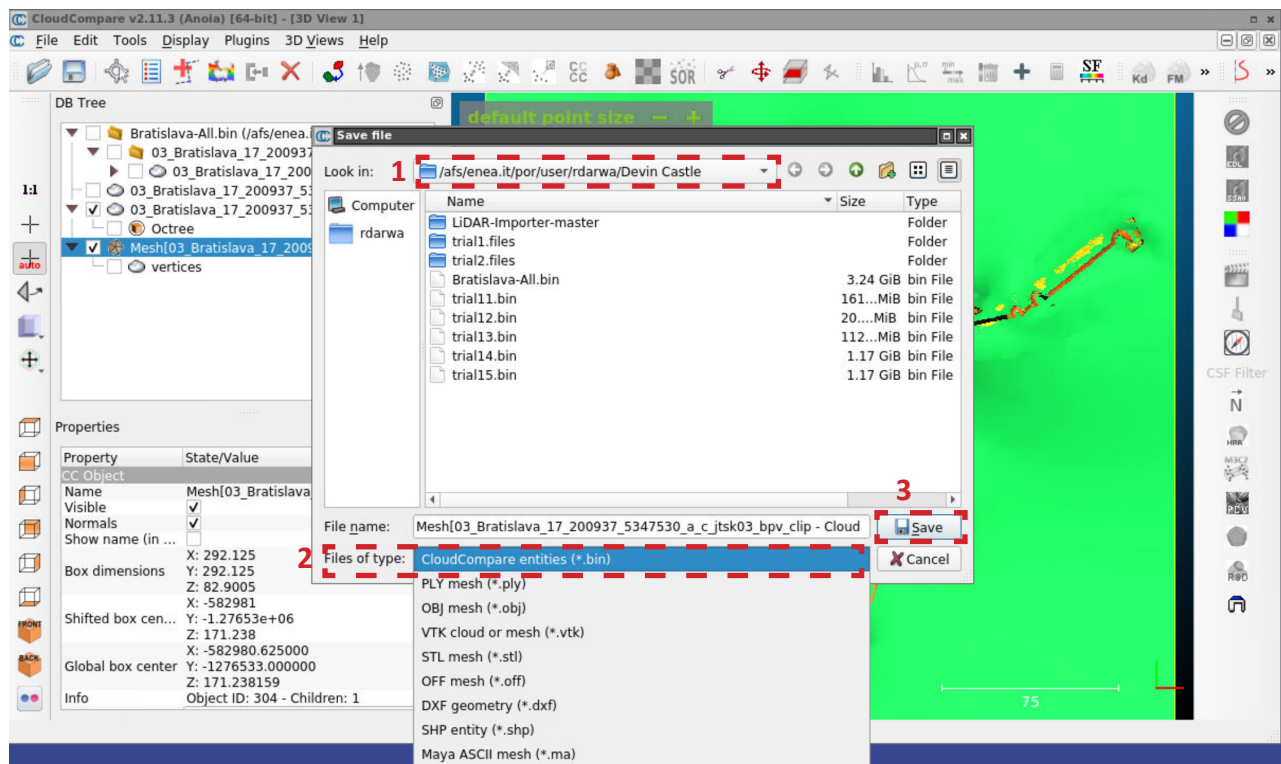 CloudCompare v2.11.3 (Anoia) [64-bit] - [3D View 1]
File Edit Tools Display Plugins 3D Views Help
SOR
min
max
SF
Kd
FM
DB Tree
default point size - +
Bratislava-All.bin (/afs/enea.i
03_Bratislava_17_200937
03_Bratislava_17_200
03_Bratislava_17_200937_53
03_Bratislava_17_200937_53
Octree
Mesh[03_Bratislava_17_2009
vertices
1:1
auto
Save file
Look in:
1
/afs/enea.it/por/user/rdarwa/Devin Castle
Computer
rdarwa
Name Size Type
LiDAR-Importer-master Folder
trial1.files Folder
trial2.files Folder
Bratislava-All.bin 3.24 GiB bin File
trial11.bin 161...MiB bin File
trial12.bin 20....MiB bin File
trial13.bin 112...MiB bin File
trial14.bin 1.17 GiB bin File
trial15.bin 1.17 GiB bin File
3
File name: Mesh[03_Bratislava_17_200937_5347530_a_c_jtsk03_bpv_clip - Cloud Save
2
Files of type: CloudCompare entities (*.bin) Cancel
PLY mesh (*.ply)
OBJ mesh (*.obj)
VTK cloud or mesh (*.vtk)
STL mesh (*.stl)
OFF mesh (*.off)
DXF geometry (*.dxf)
SHP entity (*.shp)
Maya ASCII mesh (*.ma)
Properties
Property State/Value
CC Object
Name Mesh[03_Bratislava
Visible
Normals
Show name (in ...
Box dimensions
X: 292.125
Y: 292.125
Z: 82.9005
Shifted box cen...
X: -582981
Y: -1.27653e+06
Z: 171.238
Global box center
X: -582980.625000
Y: -1276533.000000
Z: 171.238159
Info Object ID: 304 - Children: 1
FRONT
BACK
75
EDL
SSAO
CSF Filter
N
HPR
M3C2
PCV
RSD